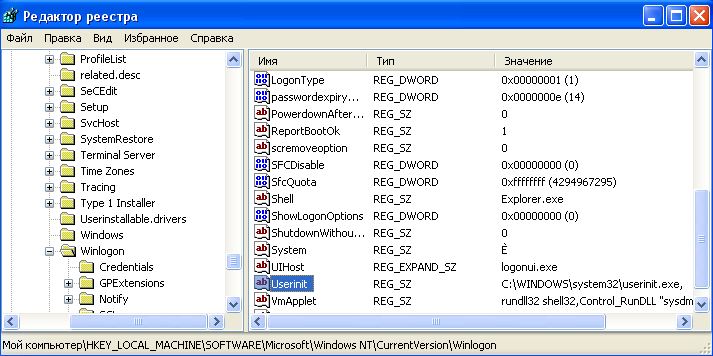 Редактор реестра
Файл Правка Вид Избранное Справка
ProfileList
related.desc
SeCEdit
Setup
SvcHost
SystemRestore
Terminal Server
Time Zones
Tracing
Type 1 Installer
Userinstallable.drivers
Windows
Winlogon
Credentials
GPExtensions
Notify
Имя Тип Значение
LogonType REG_DWORD 0x00000001 (1)
passwordexpiry... REG_DWORD 0x0000000e (14)
PowerdownAfter... REG_SZ 0
ReportBootOk REG_SZ 1
scremoveoption REG_SZ 0
SFCDisable REG_DWORD 0x00000000 (0)
SfcQuota REG_DWORD 0xffffffff (4294967295)
Shell REG_SZ Explorer.exe
ShowLogonOptions REG_DWORD 0x00000000 (0)
ShutdownWithou... REG_SZ 0
System REG_SZ È
UIHost REG_EXPAND_SZ logonui.exe
Userinit REG_SZ C:\WINDOWS\system32\userinit.exe,
VmApplet REG_SZ rundll32 shell32,Control_RunDLL "sysdm
Мой компьютер\HKEY_LOCAL_MACHINE\SOFTWARE\Microsoft\Windows NT\CurrentVersion\Winlogon